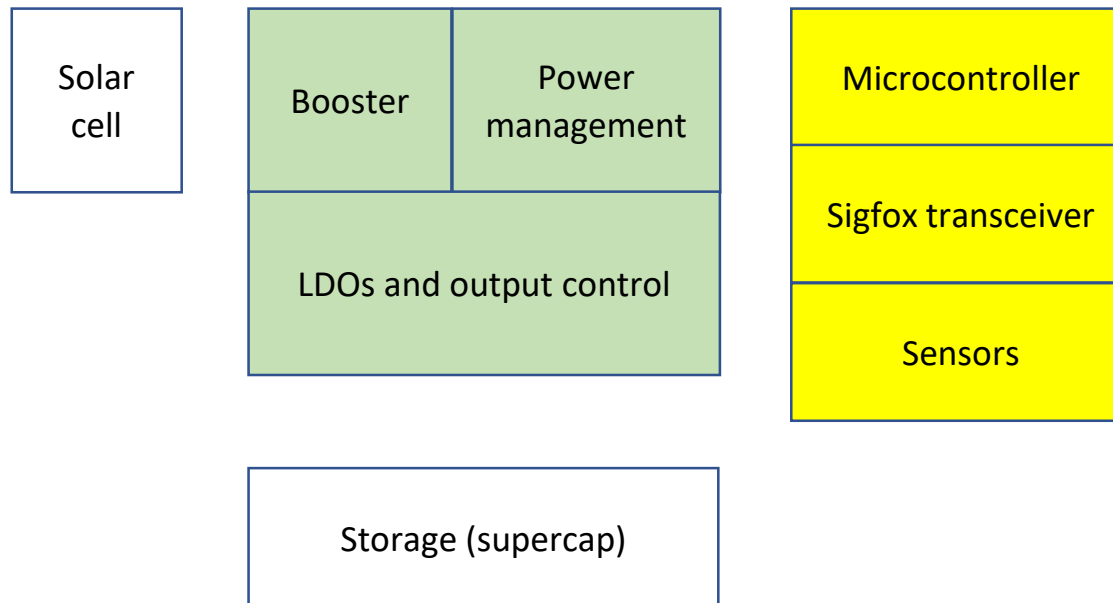 Solar
cell
Booster
Power
management
LDOs and output control
Microcontroller
Sigfox transceiver
Sensors
Storage (supercap)